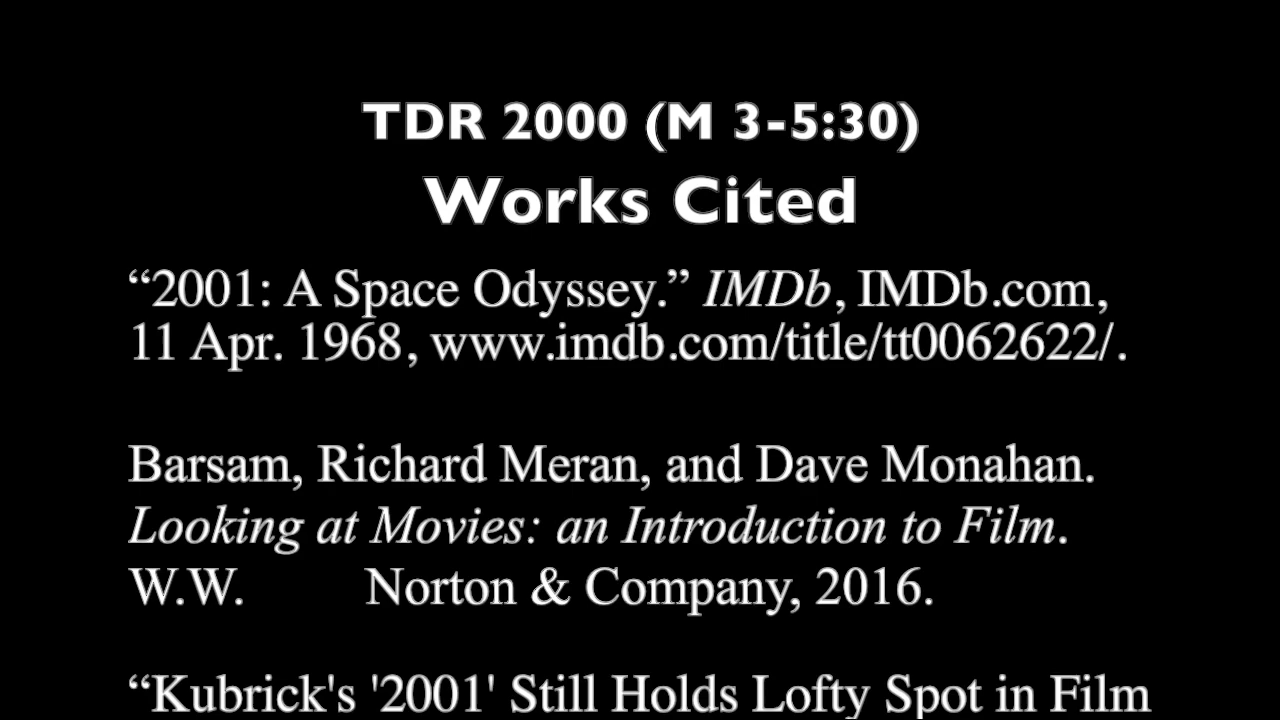 TDR 2000 (M 3-5:30)
Works Cited
“2001: A Space Odyssey.” IMDb, IMDb.com,
11 Apr. 1968, www.imdb.com/title/tt0062622/.
Barsam, Richard Meran, and Dave Monahan.
Looking at Movies: an Introduction to Film.
W.W. Norton & Company, 2016.
“Kubrick's '2001' Still Holds Lofty Spot in Film